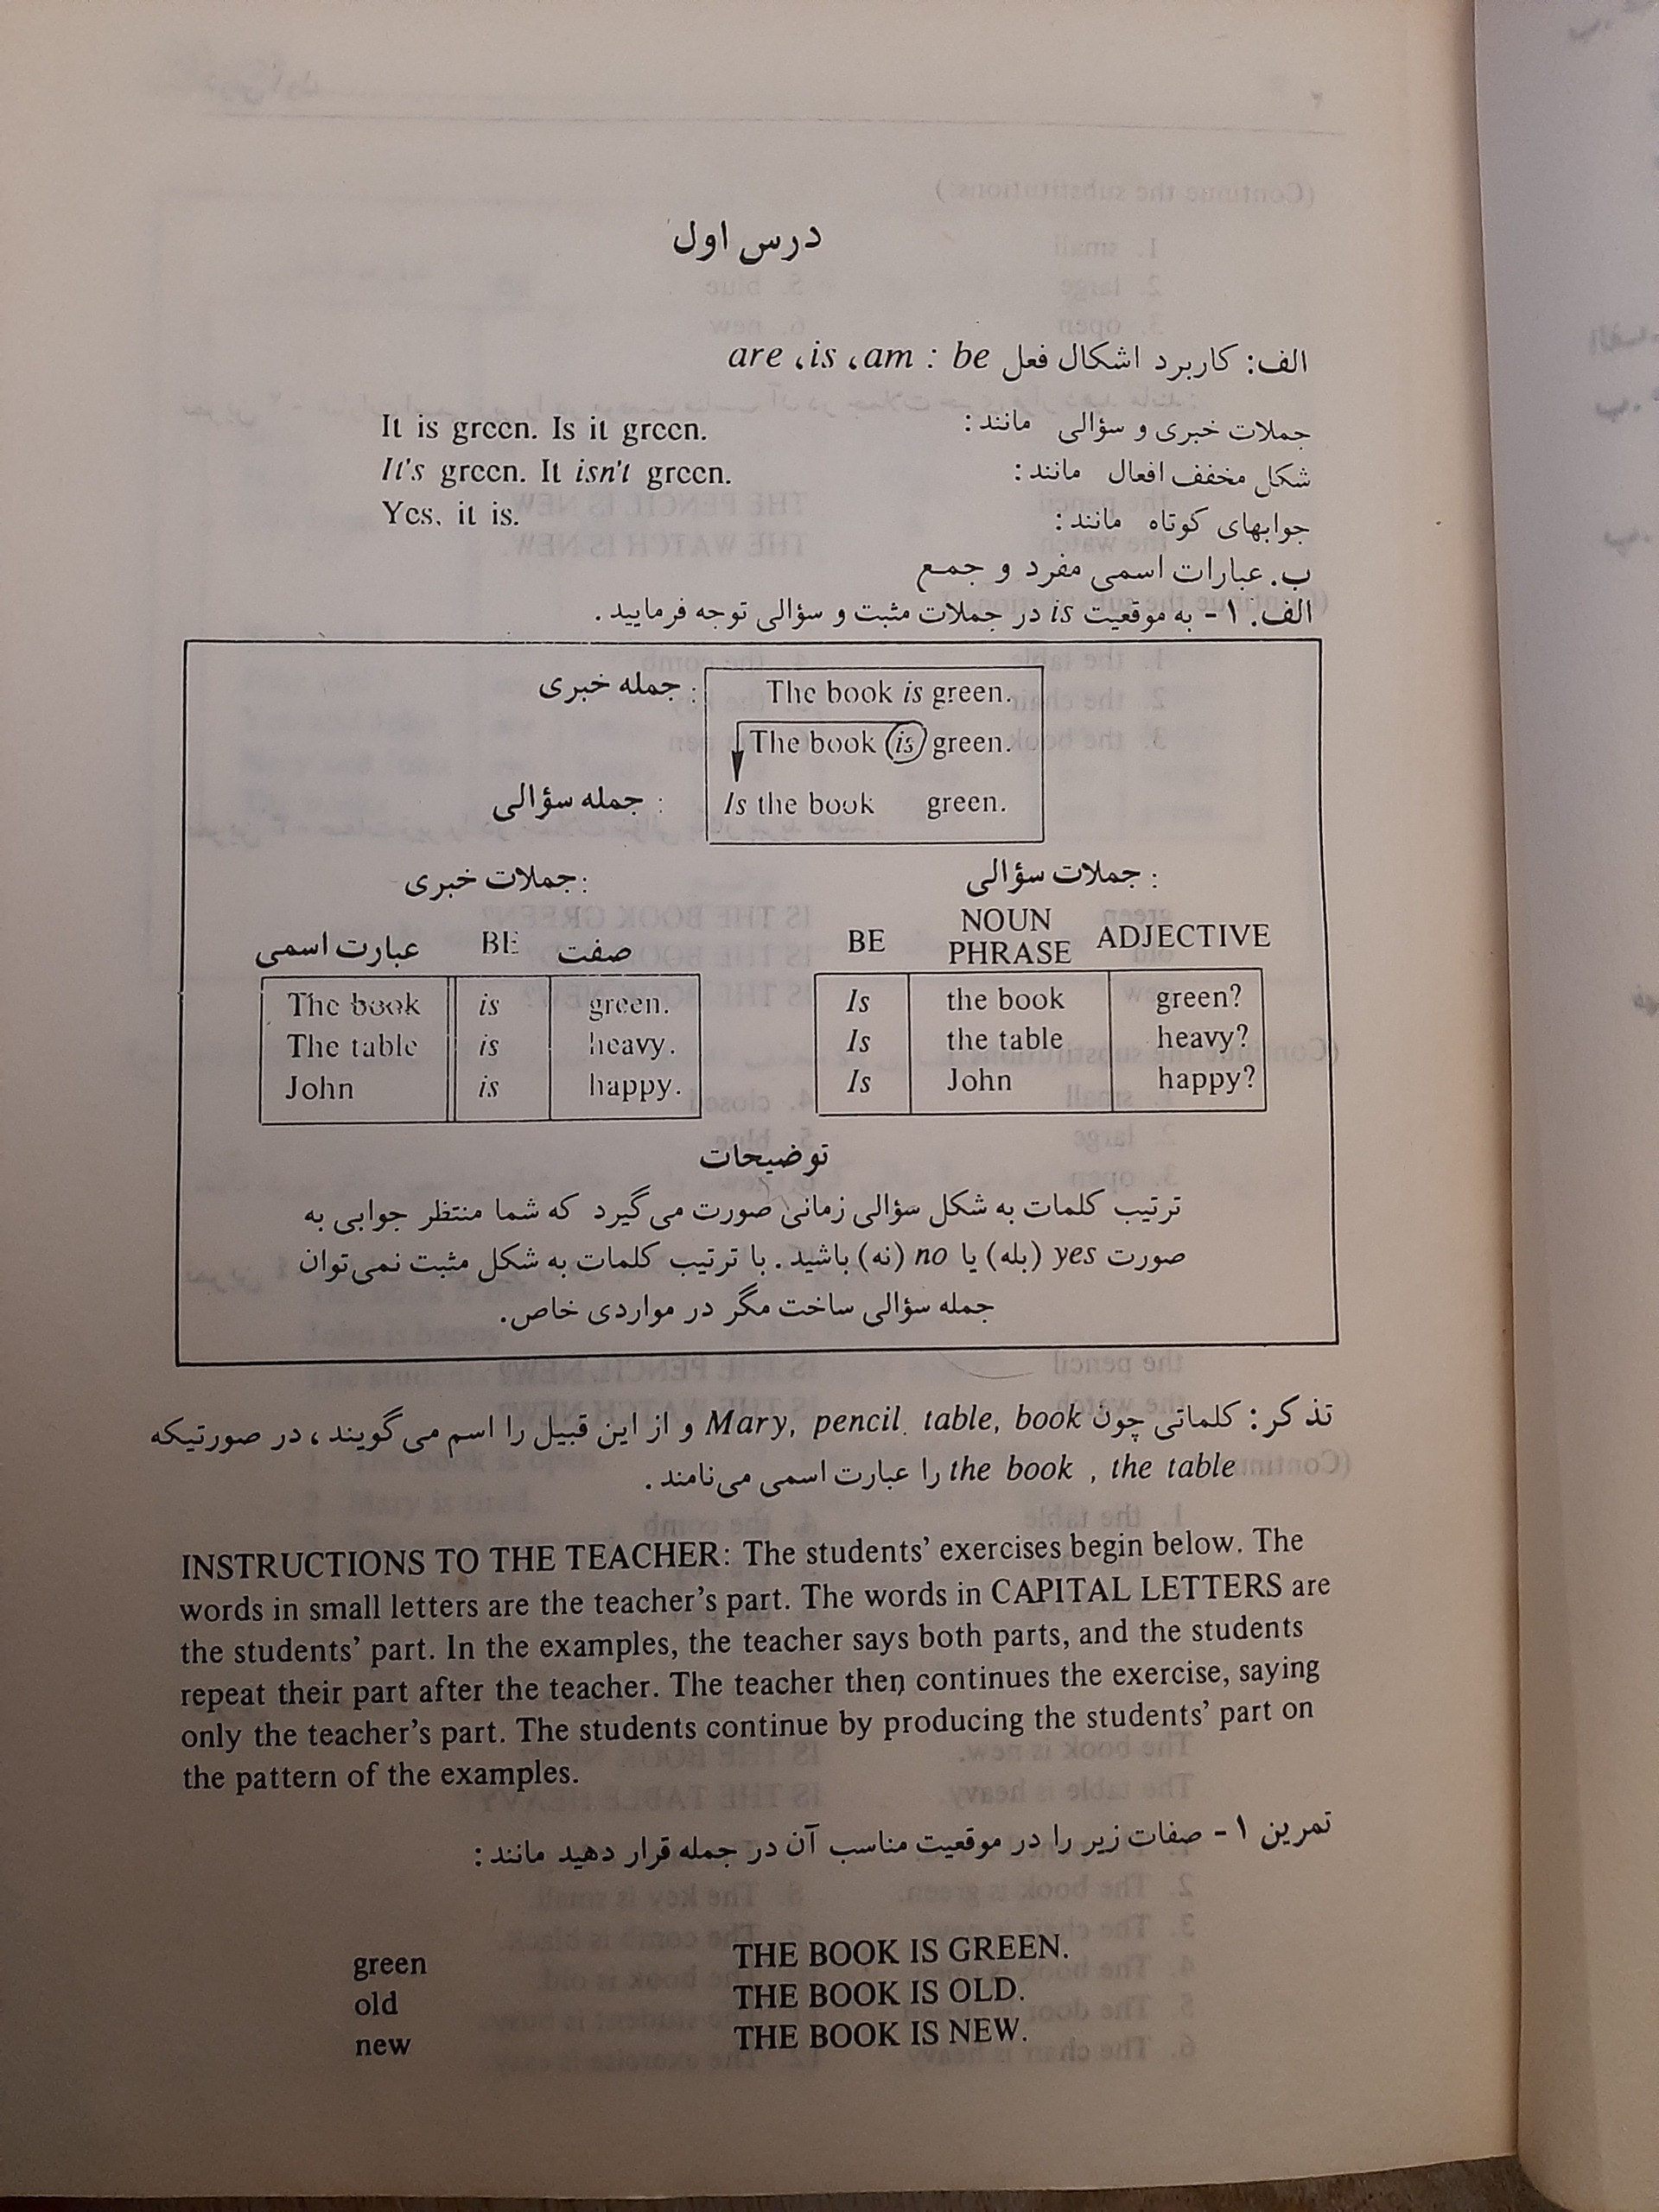 درس اول
الف: کاربرد اشکال فعل are ،is ،am : be
جملات خبری و سؤالی مانند: It is green. Is it green.
شکل مخفف افعال مانند: It's green. It isn't green.
جوابهای کوتاه مانند: Yes, it is.
ب. عبارات اسمی مفرد و جمع
الف. ۱- به موقعیت is در جملات مثبت و سؤالی توجه فرمایید.
جمله خبری : The book is green.
The book is green.
جمله سؤالی : Is the book green.
جملات خبری:
عبارت اسمی BE صفت
The book is green.
The table is heavy.
John is happy.
جملات سؤالی :
BE NOUN PHRASE ADJECTIVE
Is the book green?
Is the table heavy?
Is John happy?
توضیحات
ترتیب کلمات به شکل سؤالی زمانی صورت می‌گیرد که شما منتظر جوابی به
صورت yes (بله) یا no (نه) باشید. با ترتیب کلمات به شکل مثبت نمی‌توان
جمله سؤالی ساخت مگر در مواردی خاص.
تذکر: کلماتی چون Mary, pencil, table, book و از این قبیل را اسم می‌گویند، در صورتیکه
the book , the table را عبارت اسمی می‌نامند.
INSTRUCTIONS TO THE TEACHER: The students' exercises begin below. The
words in small letters are the teacher's part. The words in CAPITAL LETTERS are
the students' part. In the examples, the teacher says both parts, and the students
repeat their part after the teacher. The teacher then continues the exercise, saying
only the teacher's part. The students continue by producing the students' part on
the pattern of the examples.
تمرین ۱- صفات زیر را در موقعیت مناسب آن در جمله قرار دهید مانند:
green THE BOOK IS GREEN.
old THE BOOK IS OLD.
new THE BOOK IS NEW.